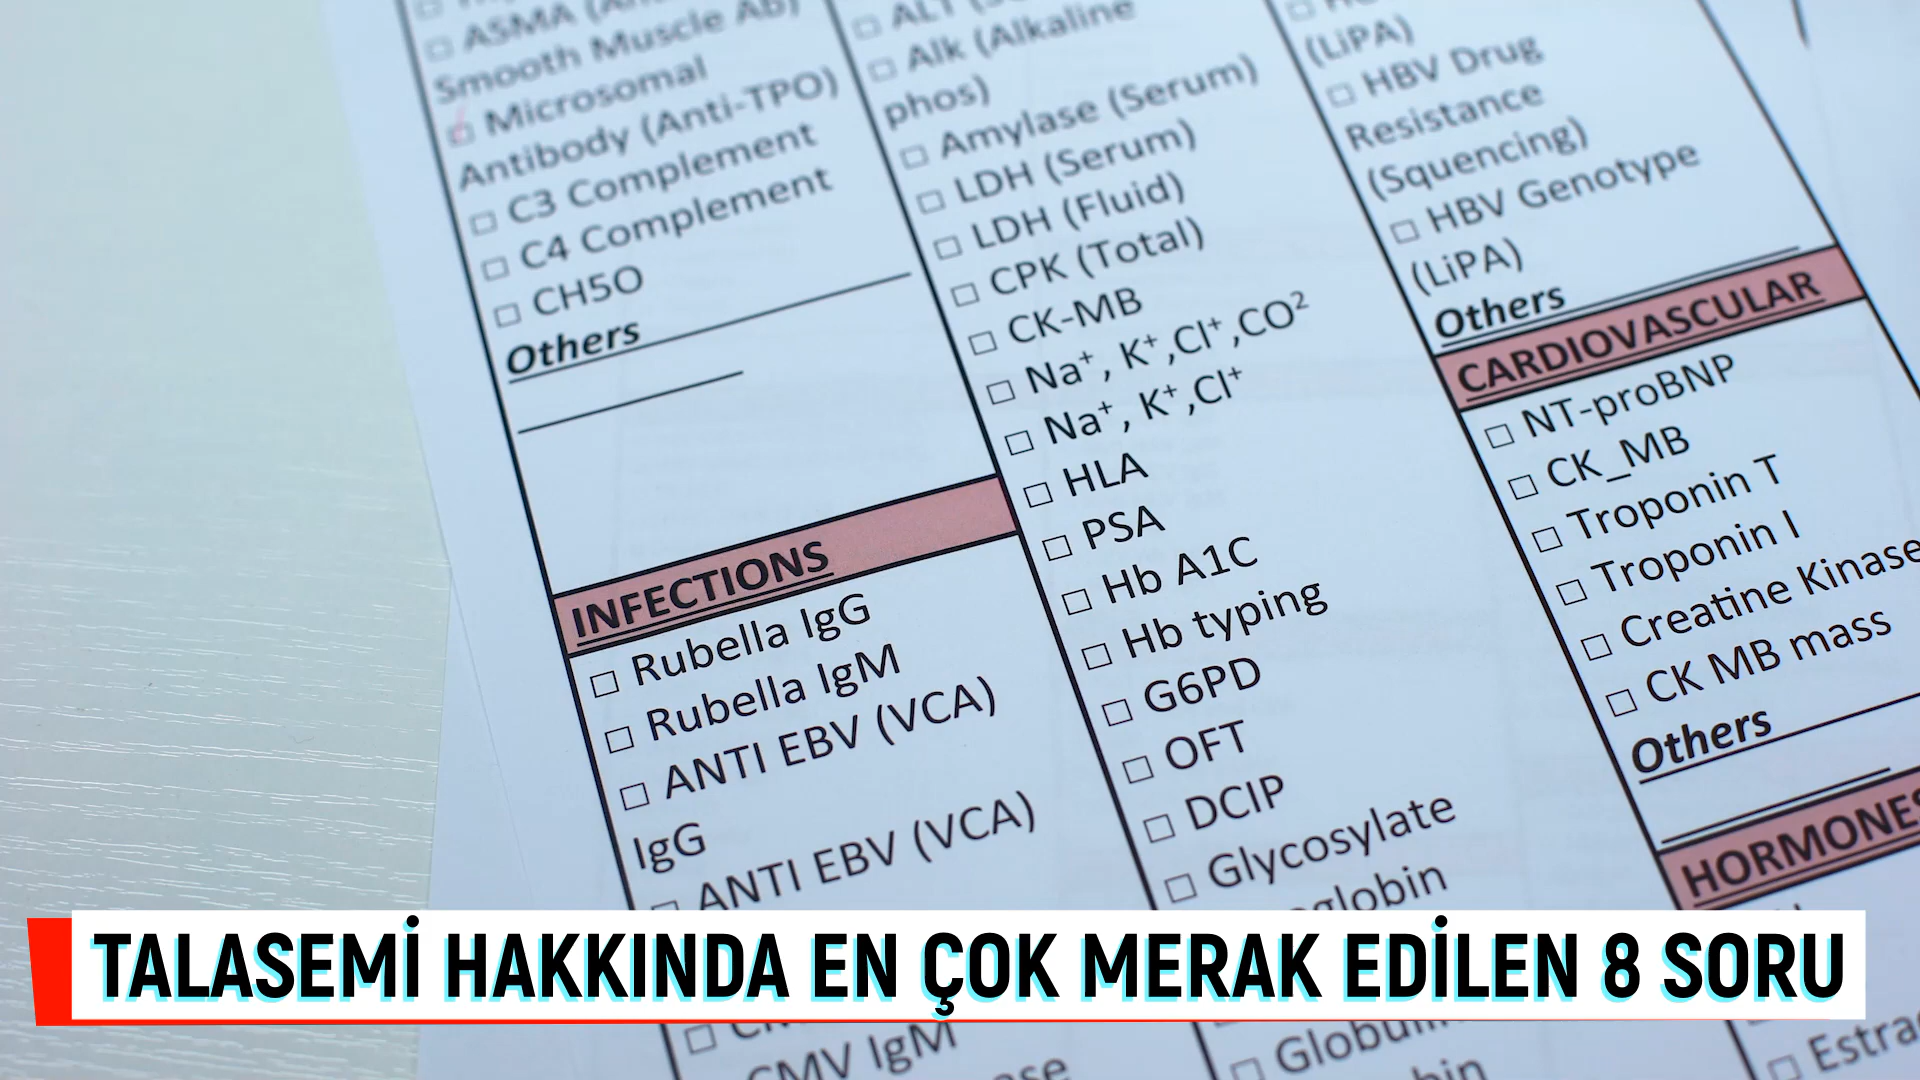 ASMA
Smooth Muscle Ab)
Microsomal
Antibody (Anti-TPO)
C3 Complement
C4 Complement
CH5O
Others
INFECTIONS
Rubella IgG
Rubella IgM
ANTI EBV (VCA)
IgG
ANTI EBV (VCA)
CMV IgM
ALT
Alk (Alkaline
phos)
Amylase (Serum)
LDH (Serum)
LDH (Fluid)
CPK (Total)
CK-MB
Na⁺, K⁺,Cl⁺,CO²
Na⁺, K⁺,Cl⁺
HLA
PSA
Hb A1C
Hb typing
G6PD
OFT
DCIP
Glycosylate
(LiPA)
HBV Drug
Resistance
(Squencing)
HBV Genotype
(LiPA)
Others
CARDIOVASCULAR
NT-proBNP
CK_MB
Troponin T
Troponin I
Creatine Kinase
CK MB mass
Others
HORMONES
TALASEMİ HAKKINDA EN ÇOK MERAK EDİLEN 8 SORU